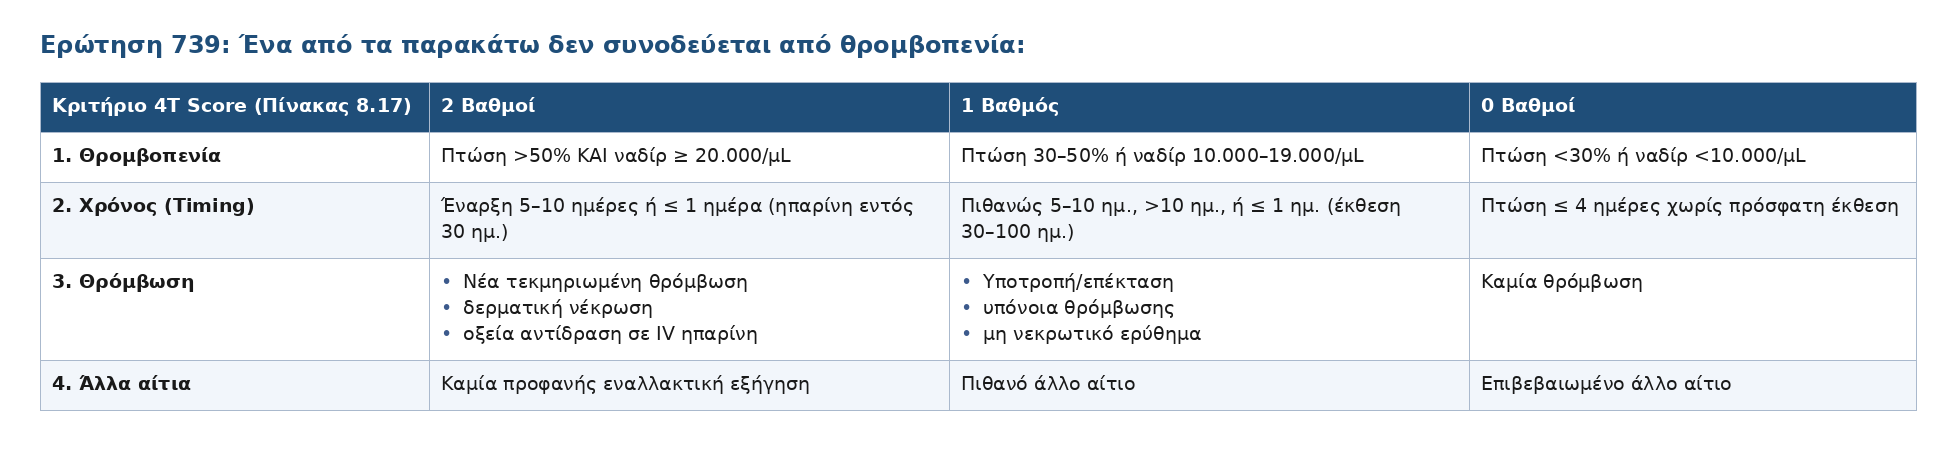 Ερώτηση 739: Ένα από τα παρακάτω δεν συνοδεύεται από θρομβοπενία:
Κριτήριο 4T Score (Πίνακας 8.17) 2 Βαθμοί 1 Βαθμός 0 Βαθμοί
1. Θρομβοπενία Πτώση >50% ΚΑΙ ναδίρ ≥ 20.000/μL Πτώση 30–50% ή ναδίρ 10.000–19.000/μL Πτώση <30% ή ναδίρ <10.000/μL
2. Χρόνος (Timing) Έναρξη 5–10 ημέρες ή ≤ 1 ημέρα (ηπαρίνη εντός
30 ημ.)
Πιθανώς 5–10 ημ., >10 ημ., ή ≤ 1 ημ. (έκθεση
30–100 ημ.)
Πτώση ≤ 4 ημέρες χωρίς πρόσφατη έκθεση
3. Θρόμβωση
• Νέα τεκμηριωμένη θρόμβωση
• δερματική νέκρωση
• οξεία αντίδραση σε IV ηπαρίνη
• Υποτροπή/επέκταση
• υπόνοια θρόμβωσης
• μη νεκρωτικό ερύθημα
Καμία θρόμβωση
4. Άλλα αίτια Καμία προφανής εναλλακτική εξήγηση Πιθανό άλλο αίτιο Επιβεβαιωμένο άλλο αίτιο